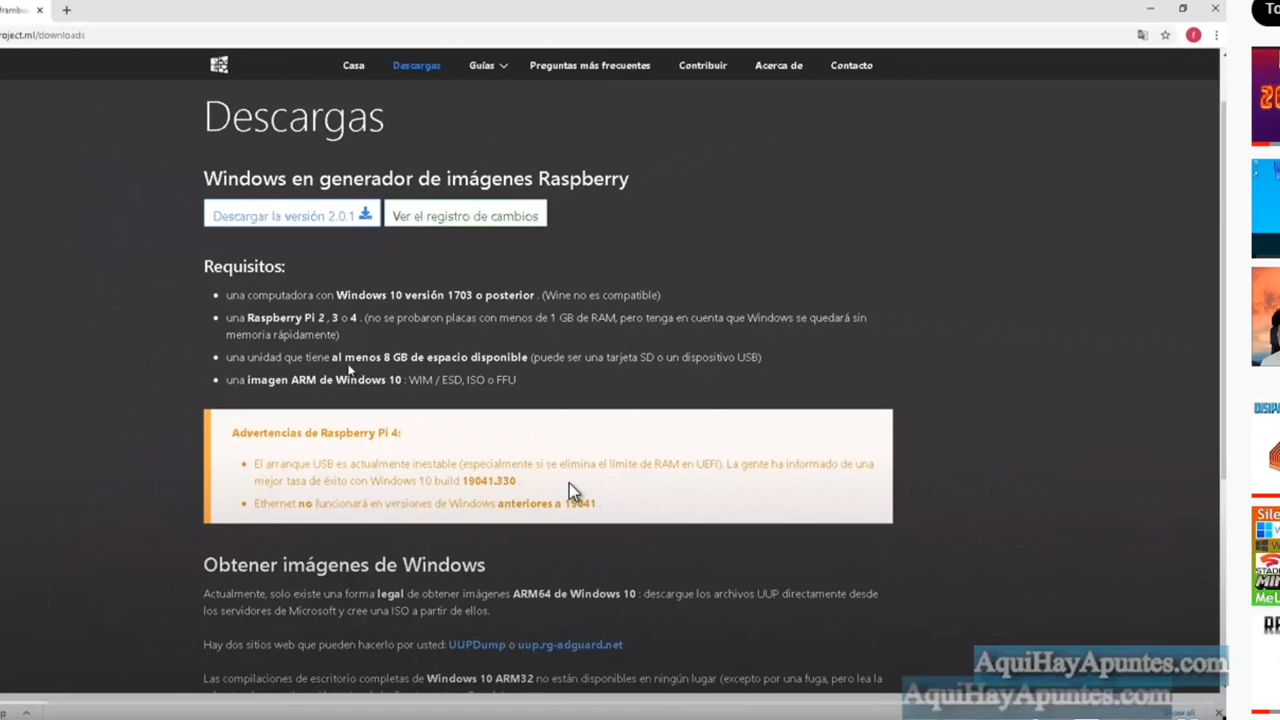 frambu
roject.ml/downloads
Casa Descargas Guías Preguntas más frecuentes Contribuir Acerca de Contacto
Descargas
Windows en generador de imágenes Raspberry
Descargar la versión 2.0.1 Ver el registro de cambios
Requisitos:
una computadora con Windows 10 versión 1703 o posterior . (Wine no es compatible)
una Raspberry Pi 2 , 3 o 4 . (no se probaron placas con menos de 1 GB de RAM, pero tenga en cuenta que Windows se quedará sin
memoria rápidamente)
una unidad que tiene al menos 8 GB de espacio disponible (puede ser una tarjeta SD o un dispositivo USB)
una imagen ARM de Windows 10 : WIM / ESD, ISO o FFU
Advertencias de Raspberry Pi 4:
El arranque USB es actualmente inestable (especialmente si se elimina el límite de RAM en UEFI). La gente ha informado de una
mejor tasa de éxito con Windows 10 build 19041.330 .
Ethernet no funcionará en versiones de Windows anteriores a 19041 .
Obtener imágenes de Windows
Actualmente, solo existe una forma legal de obtener imágenes ARM64 de Windows 10 : descargue los archivos UUP directamente desde
los servidores de Microsoft y cree una ISO a partir de ellos.
Hay dos sitios web que pueden hacerlo por usted: UUPDump o uup.rg-adguard.net
Las compilaciones de escritorio completas de Windows 10 ARM32 no están disponibles en ningún lugar (excepto por una fuga, pero lea la
AquiHayApuntes.com
AquiHayApuntes.com
Show all
To
20
DISIPA
Sile
STADI
MIN
MeL